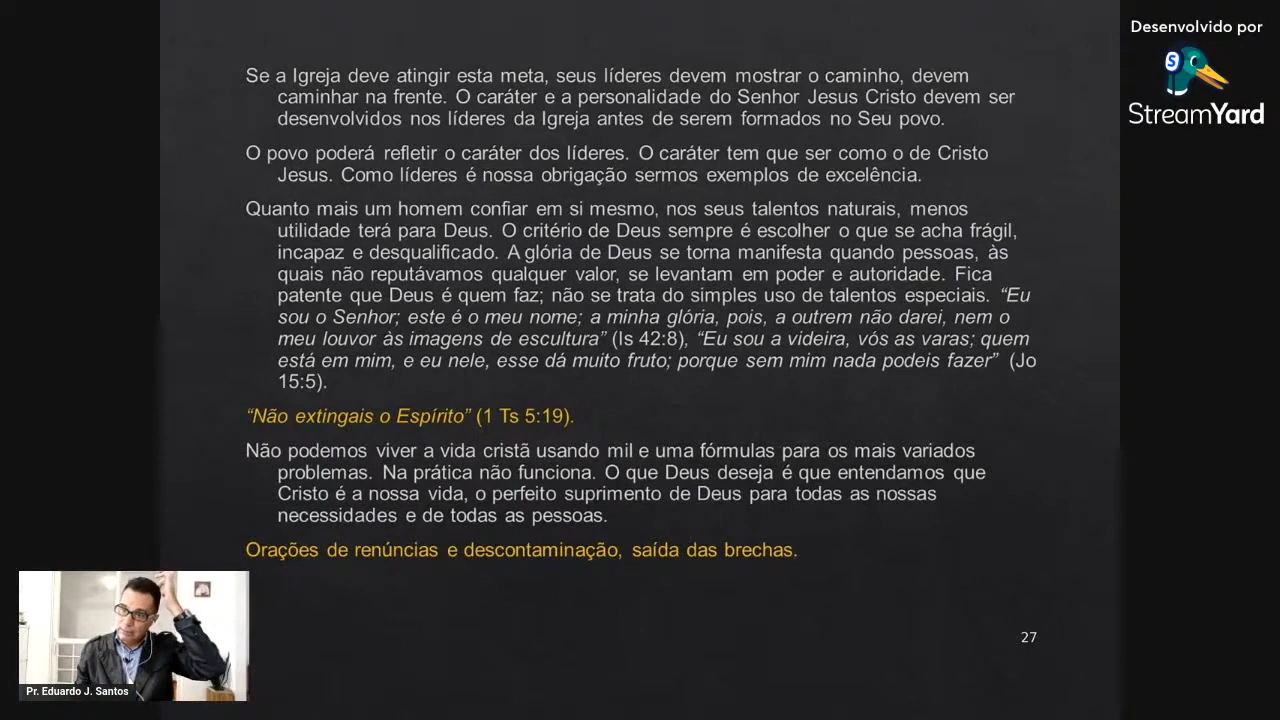 Desenvolvido por
StreamYard
Se a Igreja deve atingir esta meta, seus líderes devem mostrar o caminho, devem
caminhar na frente. O caráter e a personalidade do Senhor Jesus Cristo devem ser
desenvolvidos nos líderes da Igreja antes de serem formados no Seu povo.
O povo poderá refletir o caráter dos líderes. O caráter tem que ser como o de Cristo
Jesus. Como líderes é nossa obrigação sermos exemplos de excelência.
Quanto mais um homem confiar em si mesmo, nos seus talentos naturais, menos
utilidade terá para Deus. O critério de Deus sempre é escolher o que se acha frágil,
incapaz e desqualificado. A glória de Deus se torna manifesta quando pessoas, às
quais não reputávamos qualquer valor, se levantam em poder e autoridade. Fica
patente que Deus é quem faz; não se trata do simples uso de talentos especiais. “Eu
sou o Senhor; este é o meu nome; a minha glória, pois, a outrem não darei, nem o
meu louvor às imagens de escultura” (Is 42:8), “Eu sou a videira, vós as varas; quem
está em mim, e eu nele, esse dá muito fruto; porque sem mim nada podeis fazer” (Jo
15:5).
“Não extingais o Espírito” (1 Ts 5:19).
Não podemos viver a vida cristã usando mil e uma fórmulas para os mais variados
problemas. Na prática não funciona. O que Deus deseja é que entendamos que
Cristo é a nossa vida, o perfeito suprimento de Deus para todas as nossas
necessidades e de todas as pessoas.
Orações de renúncias e descontaminação, saída das brechas.
27
Pr. Eduardo J. Santos